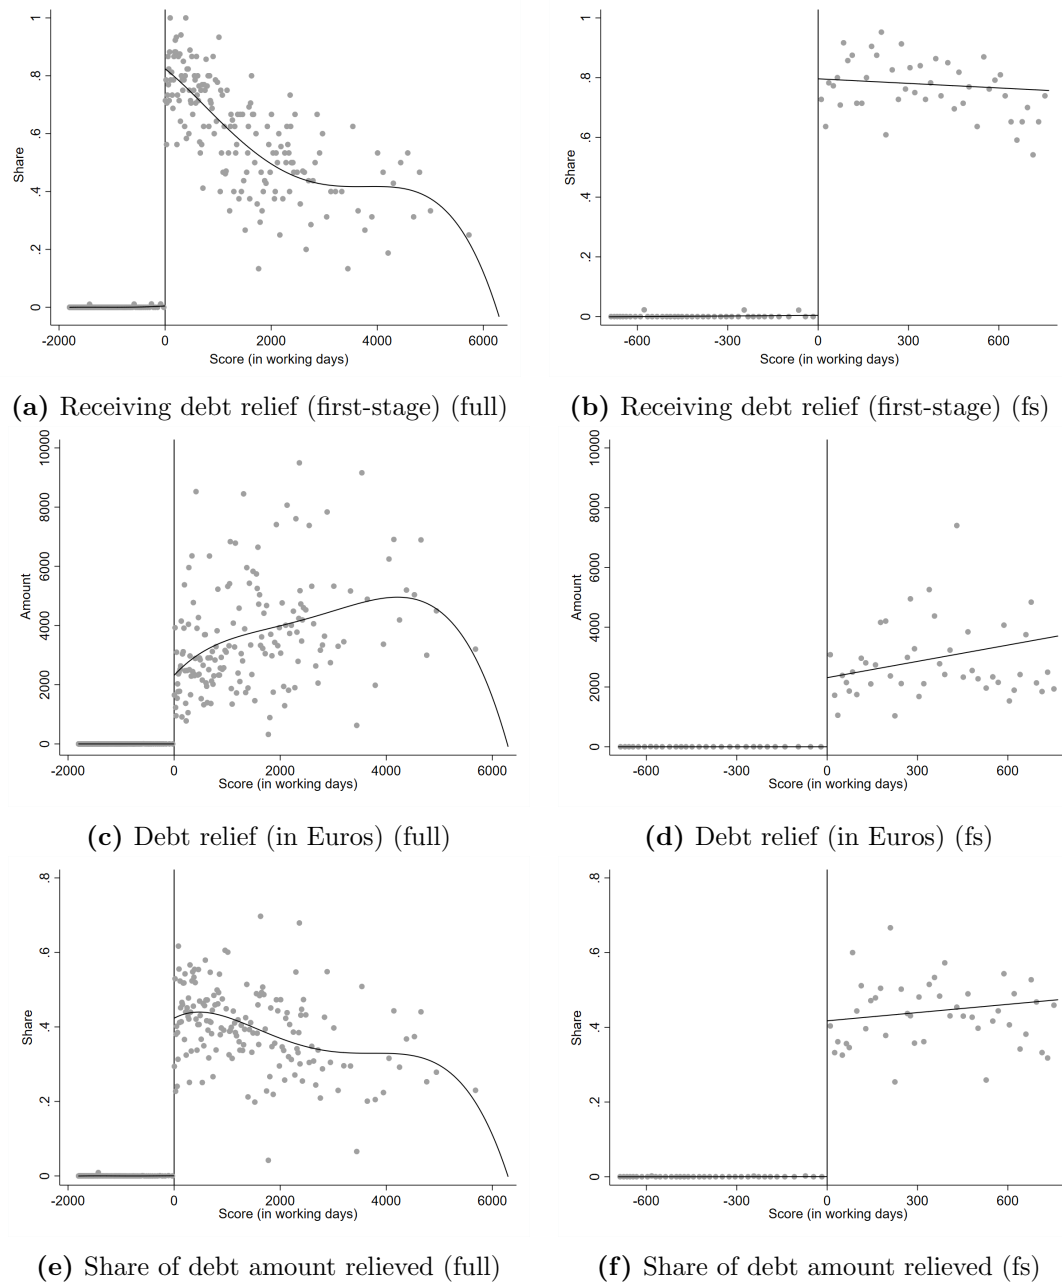 1
.8
.6
.4
.2
0
Share
-2000 0 2000 4000 6000
Score (in working days)
(a) Receiving debt relief (first-stage) (full)
1
.8
.6
.4
.2
0
Share
-600 -300 0 300 600
Score (in working days)
(b) Receiving debt relief (first-stage) (fs)
10000
8000
6000
4000
2000
0
Amount
-2000 0 2000 4000 6000
Score (in working days)
(c) Debt relief (in Euros) (full)
10000
8000
6000
4000
2000
0
Amount
-600 -300 0 300 600
Score (in working days)
(d) Debt relief (in Euros) (fs)
.8
.6
.4
.2
0
Share
-2000 0 2000 4000 6000
Score (in working days)
(e) Share of debt amount relieved (full)
.8
.6
.4
.2
0
Share
-600 -300 0 300 600
Score (in working days)
(f) Share of debt amount relieved (fs)